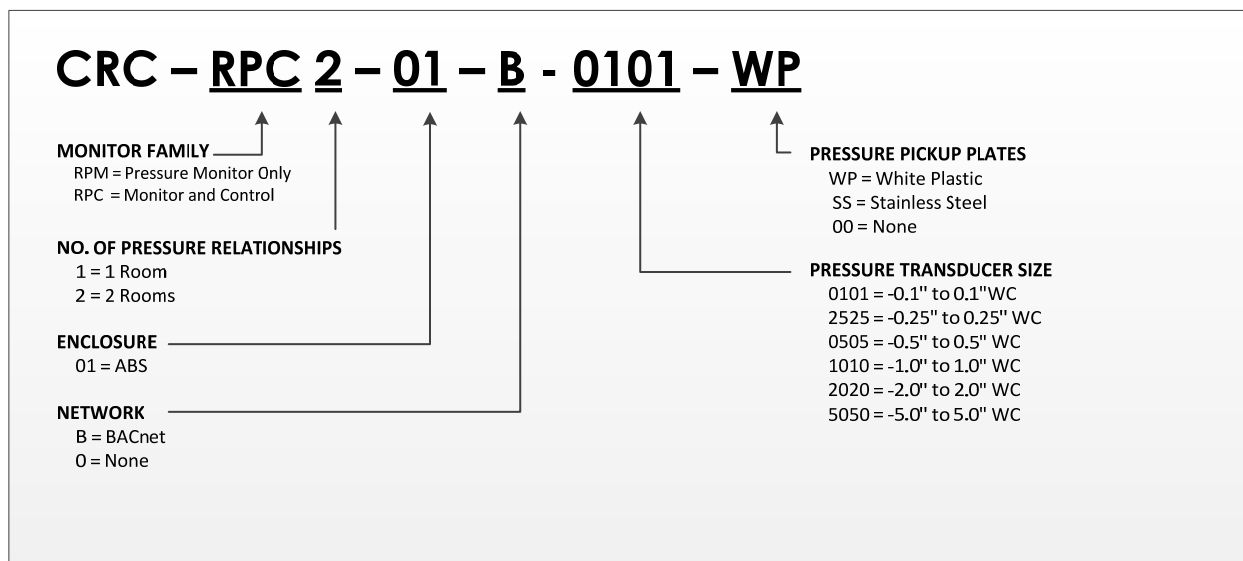 CRC – RPC 2 – 01 – B - 0101 – WP
MONITOR FAMILY
RPM = Pressure Monitor Only
RPC = Monitor and Control
NO. OF PRESSURE RELATIONSHIPS
1 = 1 Room
2 = 2 Rooms
ENCLOSURE
01 = ABS
NETWORK
B = BACnet
0 = None
PRESSURE PICKUP PLATES
WP = White Plastic
SS = Stainless Steel
00 = None
PRESSURE TRANSDUCER SIZE
0101 = -0.1" to 0.1"WC
2525 = -0.25" to 0.25" WC
0505 = -0.5" to 0.5" WC
1010 = -1.0" to 1.0" WC
2020 = -2.0" to 2.0" WC
5050 = -5.0" to 5.0" WC